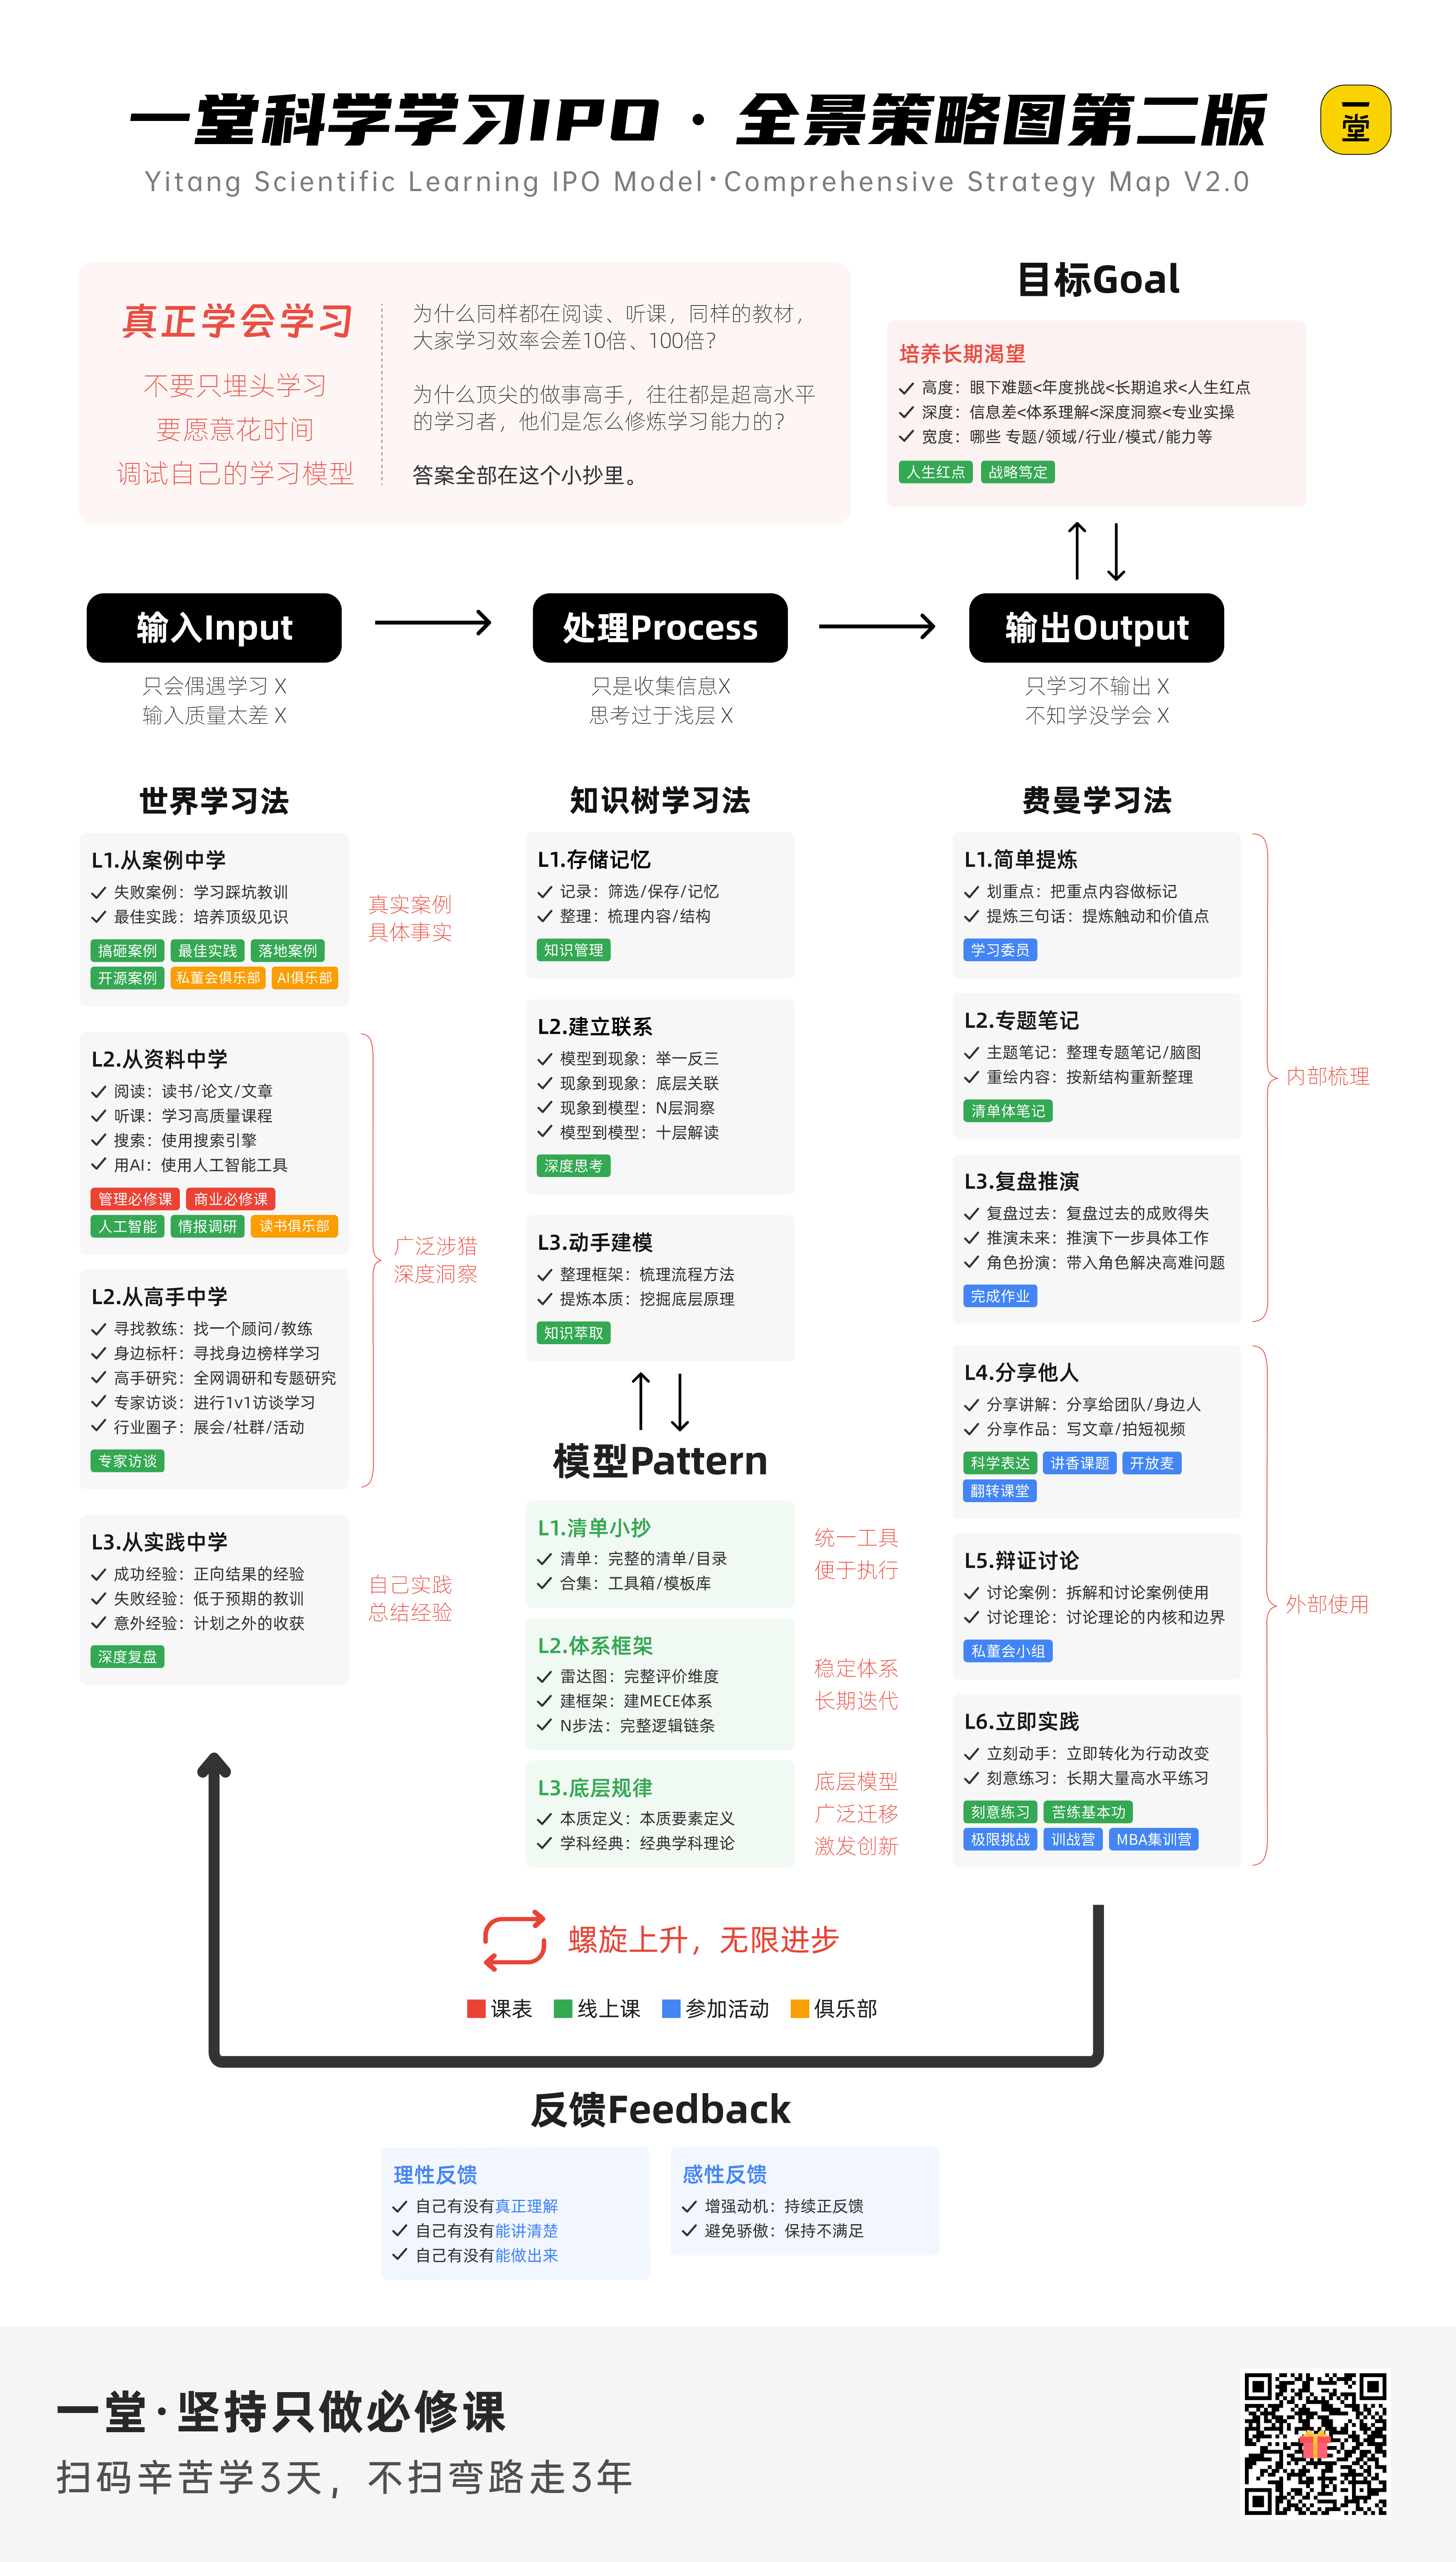 一堂科学学习IPO · 全景策略图第二版
一堂
Yitang Scientific Learning IPO Model·Comprehensive Strategy Map V2.0
真正学会学习
不要只埋头学习
要愿意花时间
调试自己的学习模型
为什么同样都在阅读、听课，同样的教材，
大家学习效率会差10倍、100倍？
为什么顶尖的做事高手，往往都是超高水平
的学习者，他们是怎么修炼学习能力的？
答案全部在这个小抄里。
目标Goal
培养长期渴望
高度：眼下难题<年度挑战<长期追求<人生红点
深度：信息差<体系理解<深度洞察<专业实操
宽度：哪些 专题/领域/行业/模式/能力等
人生红点 战略笃定
输入Input
只会偶遇学习 X
输入质量太差 X
处理Process
只是收集信息X
思考过于浅层 X
输出Output
只学习不输出 X
不知学没学会 X
世界学习法
L1.从案例中学
失败案例：学习踩坑教训
最佳实践：培养顶级见识
搞砸案例 最佳实践 落地案例
开源案例 私董会俱乐部 AI俱乐部
真实案例
具体事实
L2.从资料中学
阅读：读书/论文/文章
听课：学习高质量课程
搜索：使用搜索引擎
用AI：使用人工智能工具
管理必修课 商业必修课
人工智能 情报调研 读书俱乐部
L2.从高手中学
寻找教练：找一个顾问/教练
身边标杆：寻找身边榜样学习
高手研究：全网调研和专题研究
专家访谈：进行1v1访谈学习
行业圈子：展会/社群/活动
专家访谈
广泛涉猎
深度洞察
L3.从实践中学
成功经验：正向结果的经验
失败经验：低于预期的教训
意外经验：计划之外的收获
深度复盘
自己实践
总结经验
知识树学习法
L1.存储记忆
记录：筛选/保存/记忆
整理：梳理内容/结构
知识管理
L2.建立联系
模型到现象：举一反三
现象到现象：底层关联
现象到模型：N层洞察
模型到模型：十层解读
深度思考
L3.动手建模
整理框架：梳理流程方法
提炼本质：挖掘底层原理
知识萃取
模型Pattern
L1.清单小抄
清单：完整的清单/目录
合集：工具箱/模板库
统一工具
便于执行
L2.体系框架
雷达图：完整评价维度
建框架：建MECE体系
N步法：完整逻辑链条
稳定体系
长期迭代
L3.底层规律
本质定义：本质要素定义
学科经典：经典学科理论
底层模型
广泛迁移
激发创新
费曼学习法
L1.简单提炼
划重点：把重点内容做标记
提炼三句话：提炼触动和价值点
学习委员
L2.专题笔记
主题笔记：整理专题笔记/脑图
重绘内容：按新结构重新整理
清单体笔记
L3.复盘推演
复盘过去：复盘过去的成败得失
推演未来：推演下一步具体工作
角色扮演：带入角色解决高难问题
完成作业
内部梳理
L4.分享他人
分享讲解：分享给团队/身边人
分享作品：写文章/拍短视频
科学表达 讲香课题 开放麦
翻转课堂
L5.辩证讨论
讨论案例：拆解和讨论案例使用
讨论理论：讨论理论的内核和边界
私董会小组
L6.立即实践
立刻动手：立即转化为行动改变
刻意练习：长期大量高水平练习
刻意练习 苦练基本功
极限挑战 训战营 MBA集训营
外部使用
螺旋上升，无限进步
课表 线上课 参加活动 俱乐部
反馈Feedback
理性反馈
自己有没有真正理解
自己有没有能讲清楚
自己有没有能做出来
感性反馈
增强动机：持续正反馈
避免骄傲：保持不满足
一堂·坚持只做必修课
扫码辛苦学3天，不扫弯路走3年